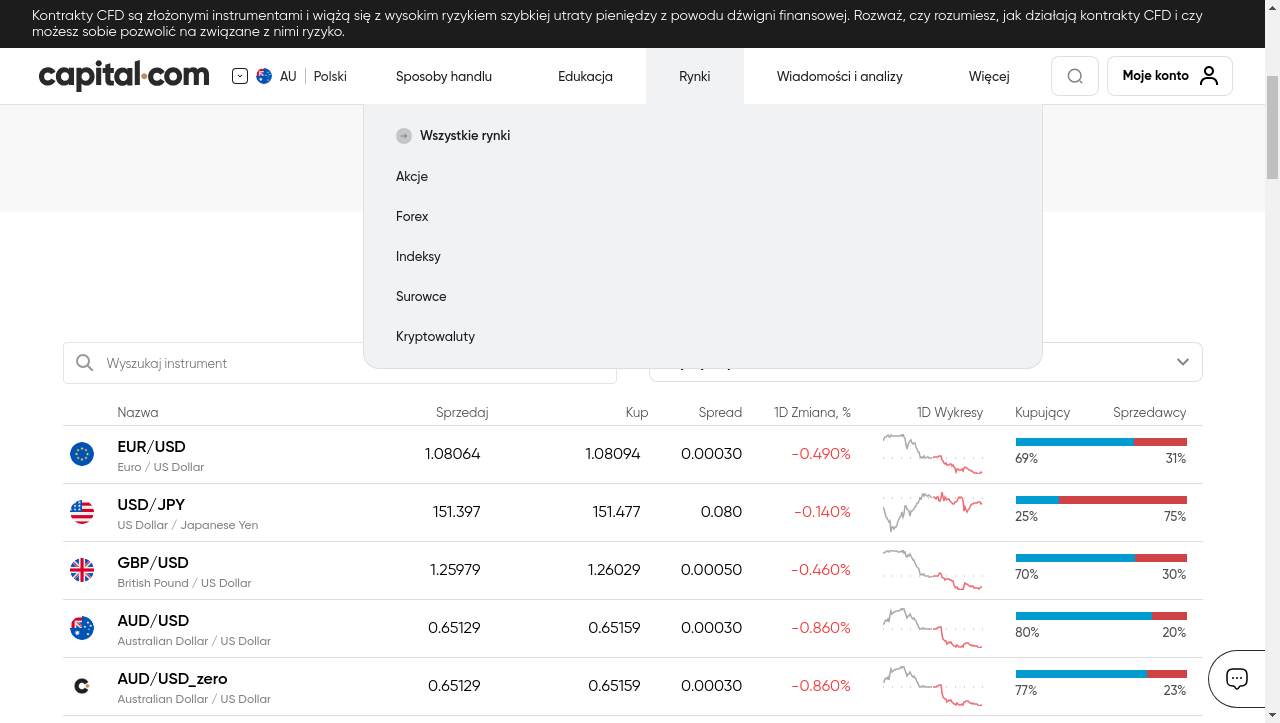 Kontrakty CFD są złożonymi instrumentami i wiążą się z wysokim ryzykiem szybkiej utraty pieniędzy z powodu dźwigni finansowej. Rozważ, czy rozumiesz, jak działają kontrakty CFD i czy
możesz sobie pozwolić na związane z nimi ryzyko.
capital.com AU Polski Sposoby handlu Edukacja Rynki Wiadomości i analizy Więcej Moje konto
Wszystkie rynki
Akcje
Forex
Indeksy
Surowce
Kryptowaluty
Wyszukaj instrument
Nazwa Sprzedaj Kup Spread 1D Zmiana, % 1D Wykresy Kupujący Sprzedawcy
EUR/USD 1.08064 1.08094 0.00030 -0.490% 69% 31%
Euro / US Dollar
USD/JPY 151.397 151.477 0.080 -0.140% 25% 75%
US Dollar / Japanese Yen
GBP/USD 1.25979 1.26029 0.00050 -0.460% 70% 30%
British Pound / US Dollar
AUD/USD 0.65129 0.65159 0.00030 -0.860% 80% 20%
Australian Dollar / US Dollar
AUD/USD_zero 0.65129 0.65159 0.00030 -0.860% 77% 23%
Australian Dollar / US Dollar